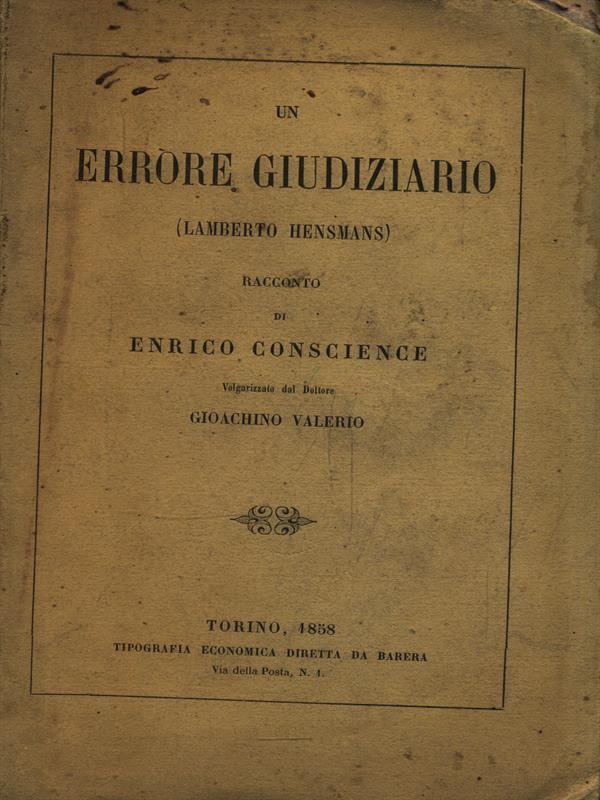 UN
ERRORE GIUDIZIARIO
(LAMBERTO HENSMANS)
RACCONTO
DI
ENRICO CONSCIENCE
Volgarizzato dal Dottore
GIOACHINO VALERIO
TORINO, 1858
TIPOGRAFIA ECONOMICA DIRETTA DA BARERA
Via della Posta, N. 1.